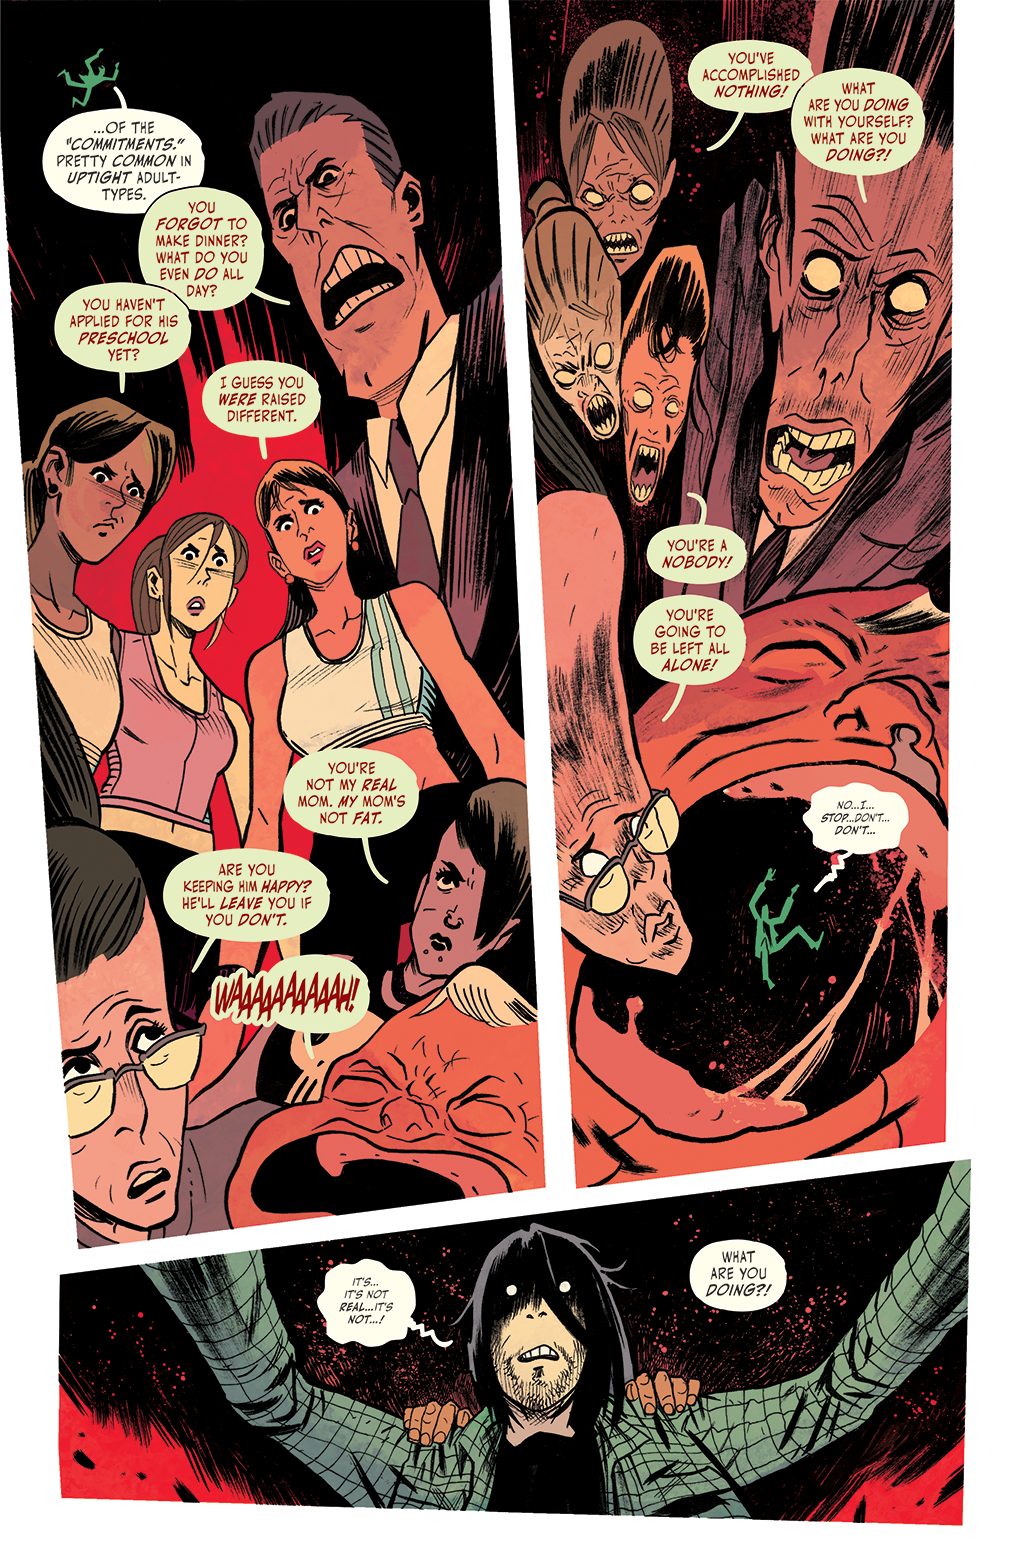 ...OF THE
"COMMITMENTS."
PRETTY COMMON IN
UPTIGHT ADULT-
TYPES.
YOU
FORGOT TO
MAKE DINNER?
WHAT DO YOU
EVEN DO ALL
DAY?
YOU HAVEN'T
APPLIED FOR HIS
PRESCHOOL
YET?
I GUESS YOU
WERE RAISED
DIFFERENT.
YOU'RE
NOT MY REAL
MOM. MY MOM'S
NOT FAT.
ARE YOU
KEEPING HIM HAPPY?
HE'LL LEAVE YOU IF
YOU DON'T.
WAAAAAAAAAH!
YOU'VE
ACCOMPLISHED
NOTHING!
WHAT
ARE YOU DOING
WITH YOURSELF?
WHAT ARE YOU
DOING?!
YOU'RE A
NOBODY!
YOU'RE
GOING TO
BE LEFT ALL
ALONE!
NO...I...
STOP...DON'T...
DON'T...
IT'S...
IT'S NOT
REAL...IT'S
NOT...!
WHAT
ARE YOU
DOING?!